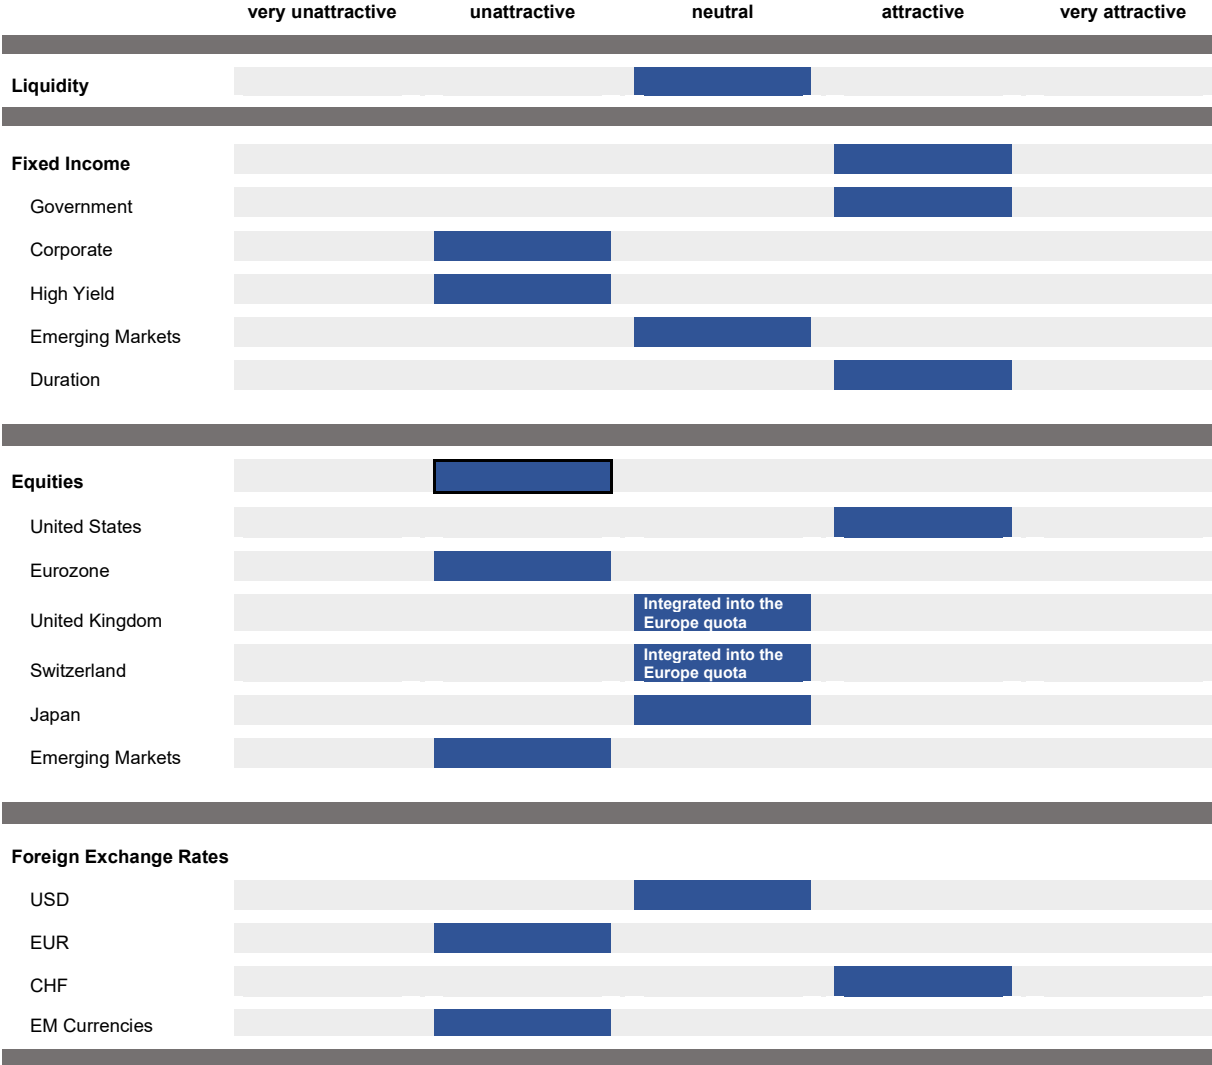 very unattractive unattractive neutral attractive very attractive
Liquidity
Fixed Income
Government
Corporate
High Yield
Emerging Markets
Duration
Equities
United States
Eurozone
United Kingdom
Integrated into the
Europe quota
Switzerland
Integrated into the
Europe quota
Japan
Emerging Markets
Foreign Exchange Rates
USD
EUR
CHF
EM Currencies